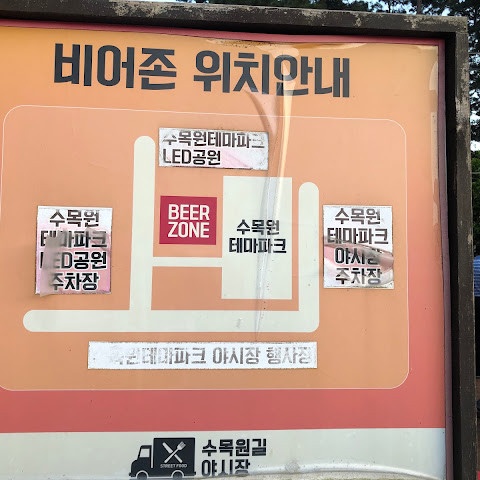 비어존 위치안내
수목원테마파크
LED공원
BEER
ZONE
수목원
테마파크
수목원
테마파크
LED공원
주차장
수목원
테마파크
야시장
주차장
수목원테마파크 야시장 행사장
STREET FOOD
수목원길
야시장